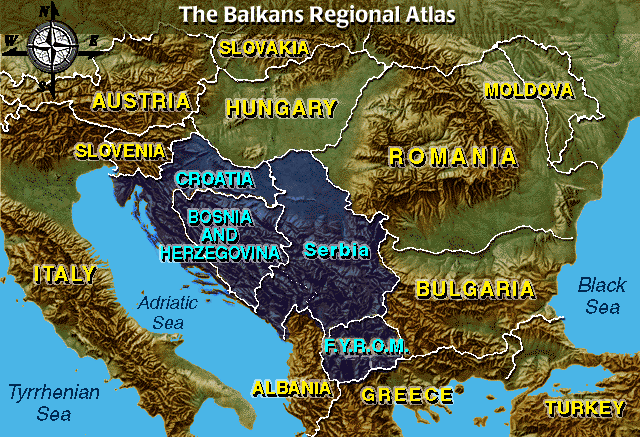 The Balkans Regional Atlas
W
E
SLOVAKIA
AUSTRIA
HUNGARY
MOLDOVA
SLOVENIA
ROMANIA
CROATIA
BOSNIA
AND
HERZEGOVINA
Serbia
ITALY
BULGARIA
Black
Sea
Adriatic
Sea
F.Y.R.O.M.
ALBANIA
GREECE
Tyrrhenian
Sea
TURKEY